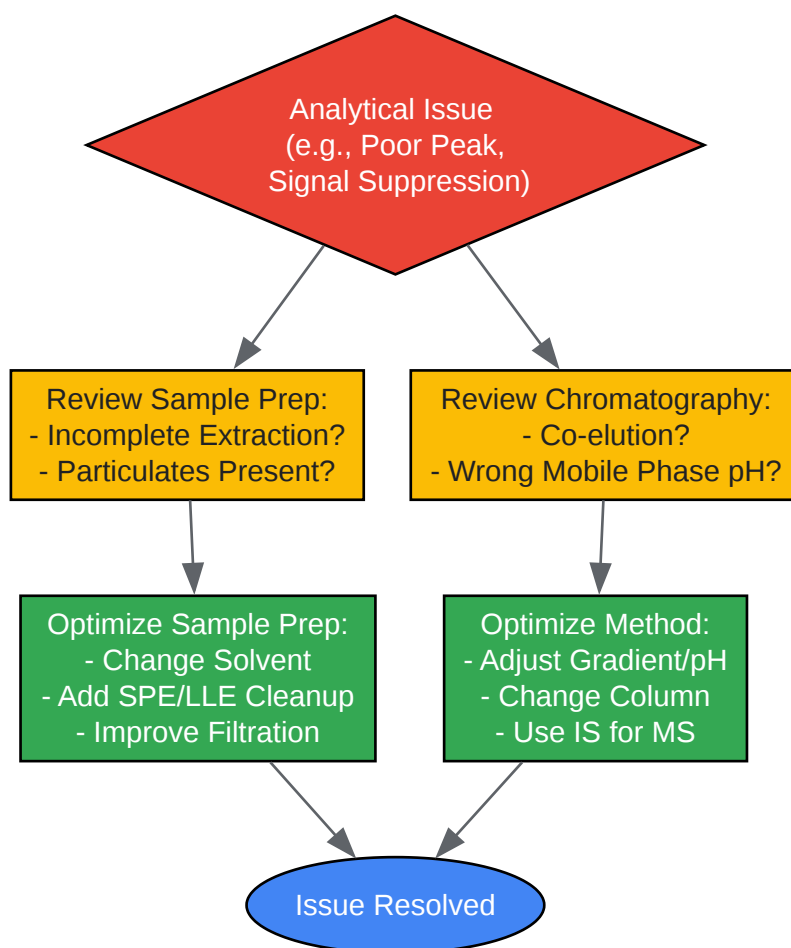 Analytical Issue
(e.g., Poor Peak,
Signal Suppression)
Review Sample Prep:
- Incomplete Extraction?
- Particulates Present?
Review Chromatography:
- Co-elution?
- Wrong Mobile Phase pH?
Optimize Sample Prep:
- Change Solvent
- Add SPE/LLE Cleanup
- Improve Filtration
Optimize Method:
- Adjust Gradient/pH
- Change Column
- Use IS for MS
Issue Resolved